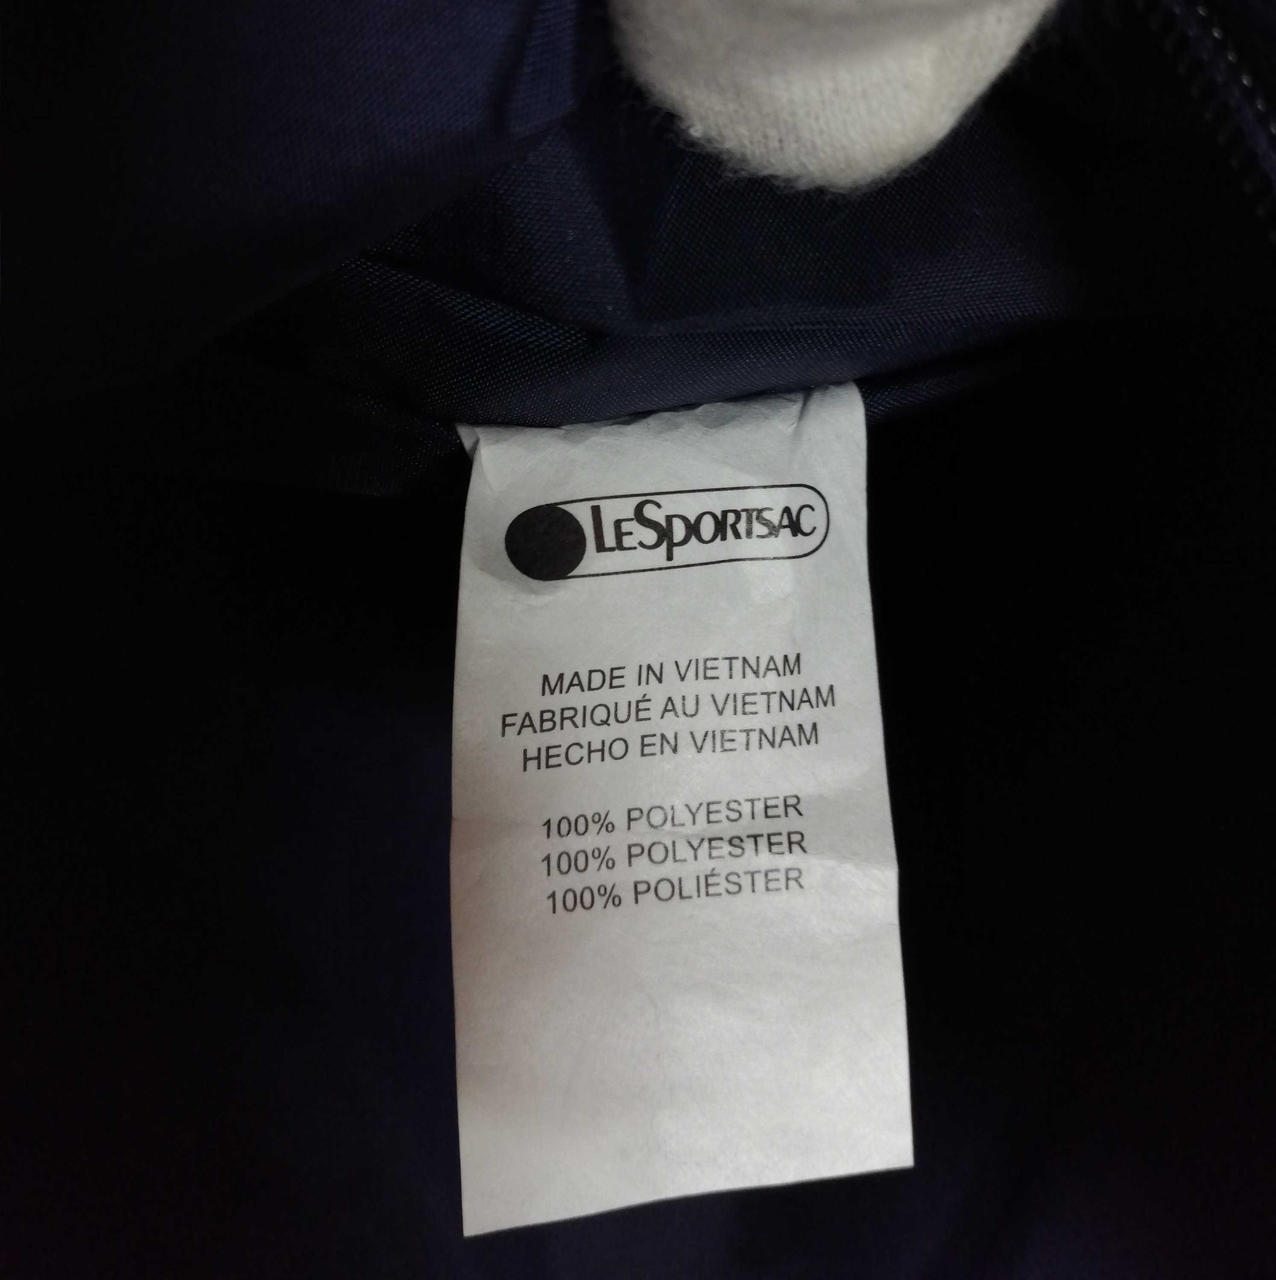 LESPORTSAC
MADE IN VIETNAM
FABRIQUÉ AU VIETNAM
HECHO EN VIETNAM
100% POLYESTER
100% POLYESTER
100% POLIÉSTER